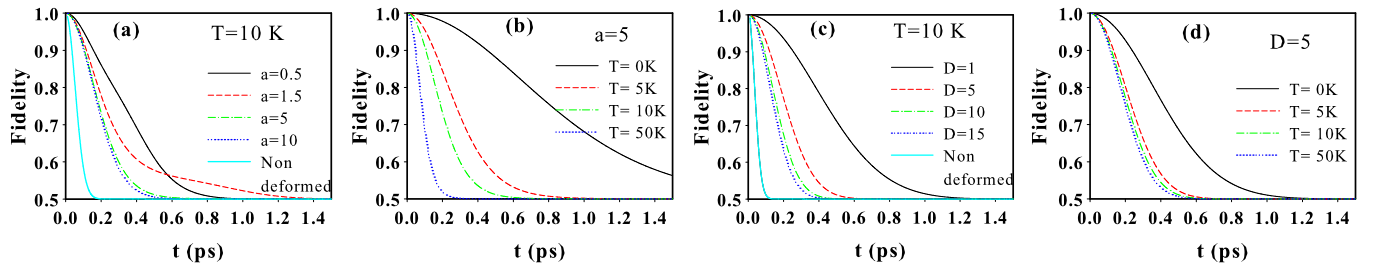 (a)
T=10 K
a=0.5
a=1.5
a=5
a=10
Non
deformed
Fidelity
1.0
0.9
0.8
0.7
0.6
0.5
0.0 0.2 0.4 0.6 0.8 1.0 1.2 1.4
t (ps)
(b)
a=5
T= 0K
T= 5K
T= 10K
T= 50K
Fidelity
1.0
0.9
0.8
0.7
0.6
0.5
0.0 0.2 0.4 0.6 0.8 1.0 1.2 1.4
t (ps)
(c)
T=10 K
D=1
D=5
D=10
D=15
Non
deformed
Fidelity
1.0
0.9
0.8
0.7
0.6
0.5
0.0 0.2 0.4 0.6 0.8 1.0 1.2 1.4
t (ps)
(d)
D=5
T= 0K
T= 5K
T= 10K
T= 50K
Fidelity
1.0
0.9
0.8
0.7
0.6
0.5
0.0 0.2 0.4 0.6 0.8 1.0 1.2 1.4
t (ps)